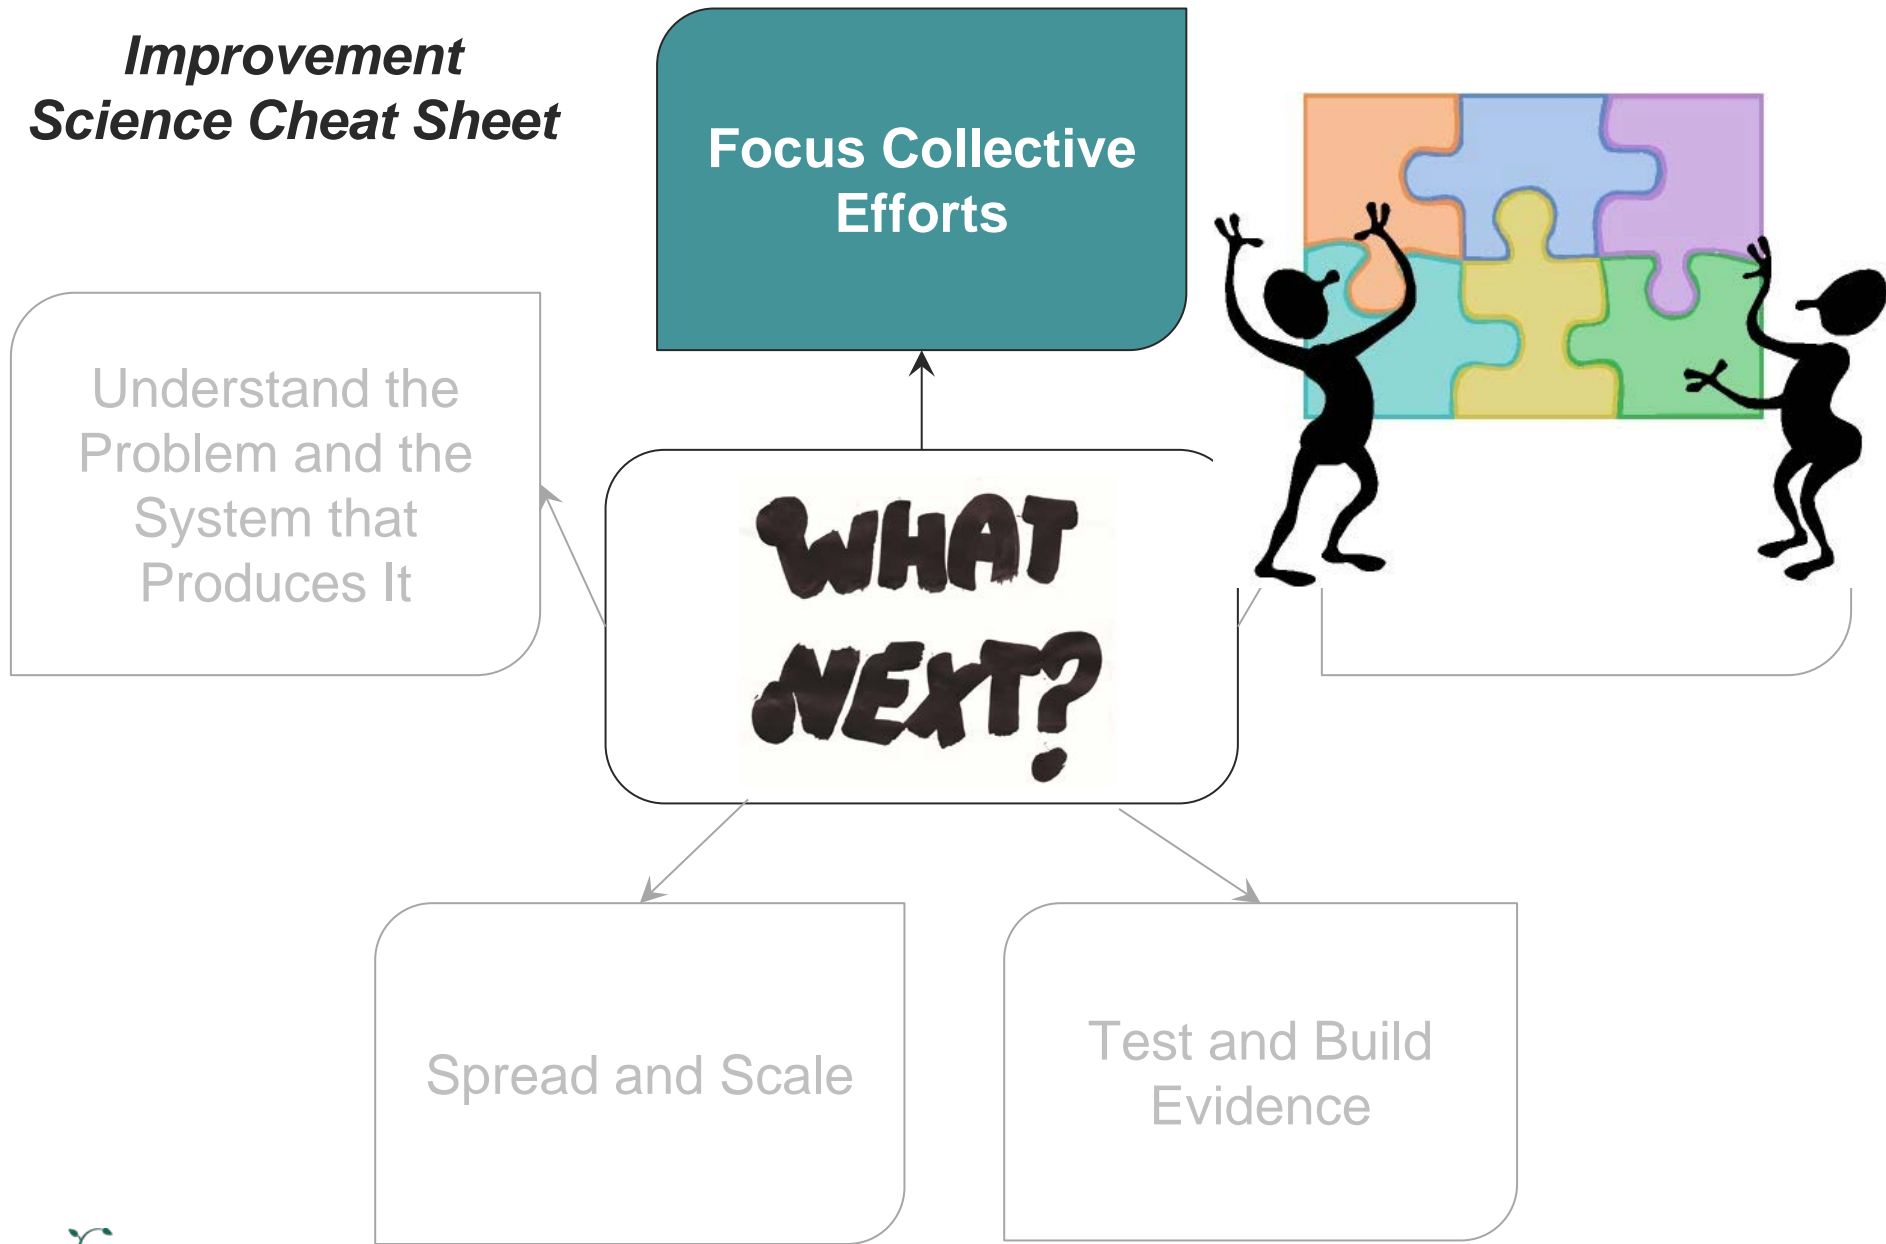 Improvement
Science Cheat Sheet
Focus Collective
Efforts
Understand the
Problem and the
System that
Produces It
WHAT
NEXT?
Spread and Scale
Test and Build
Evidence